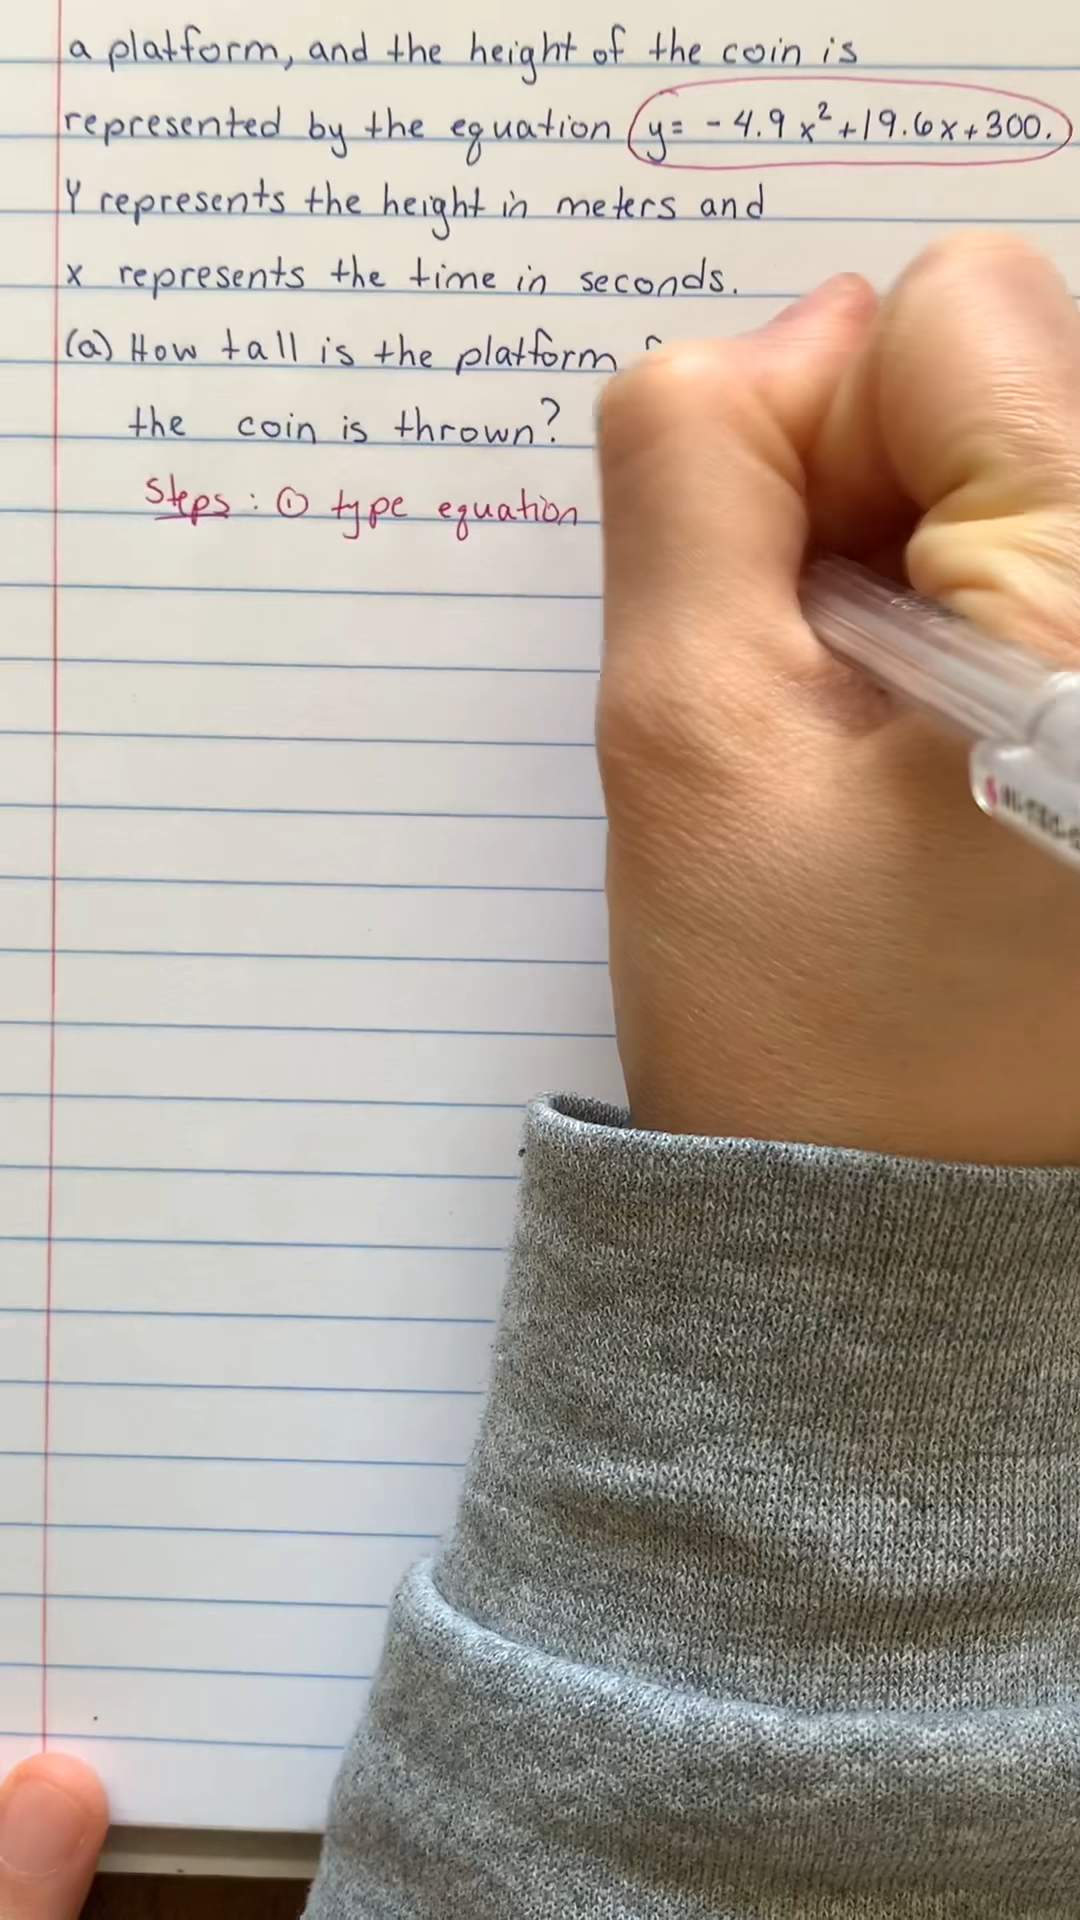 a platform, and the height of the coin is
represented by the equation y = -4.9x²+19.6x+300.
Y represents the height in meters and
x represents the time in seconds.
(a) How tall is the platform
the coin is thrown?
Steps: ① type equation